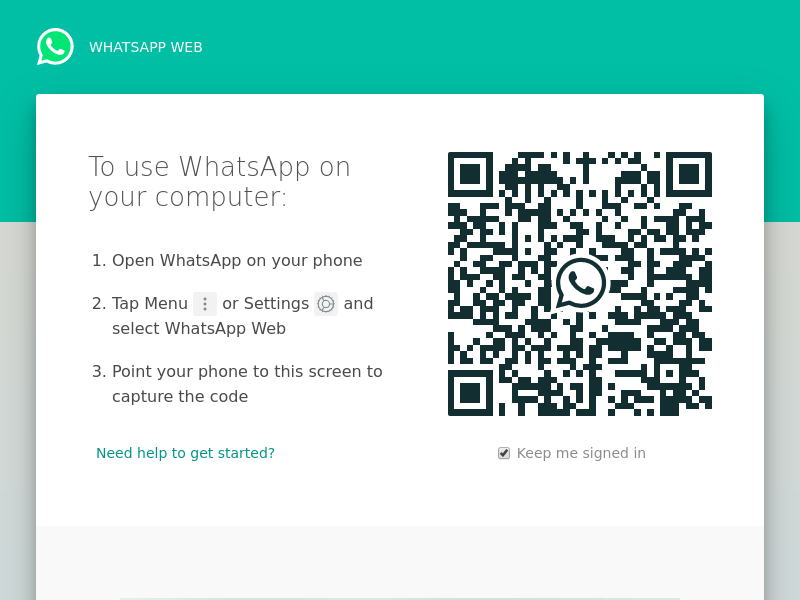 WHATSAPP WEB
To use WhatsApp on
your computer:
1. Open WhatsApp on your phone
2. Tap Menu or Settings and
select WhatsApp Web
3. Point your phone to this screen to
capture the code
Need help to get started?
Keep me signed in